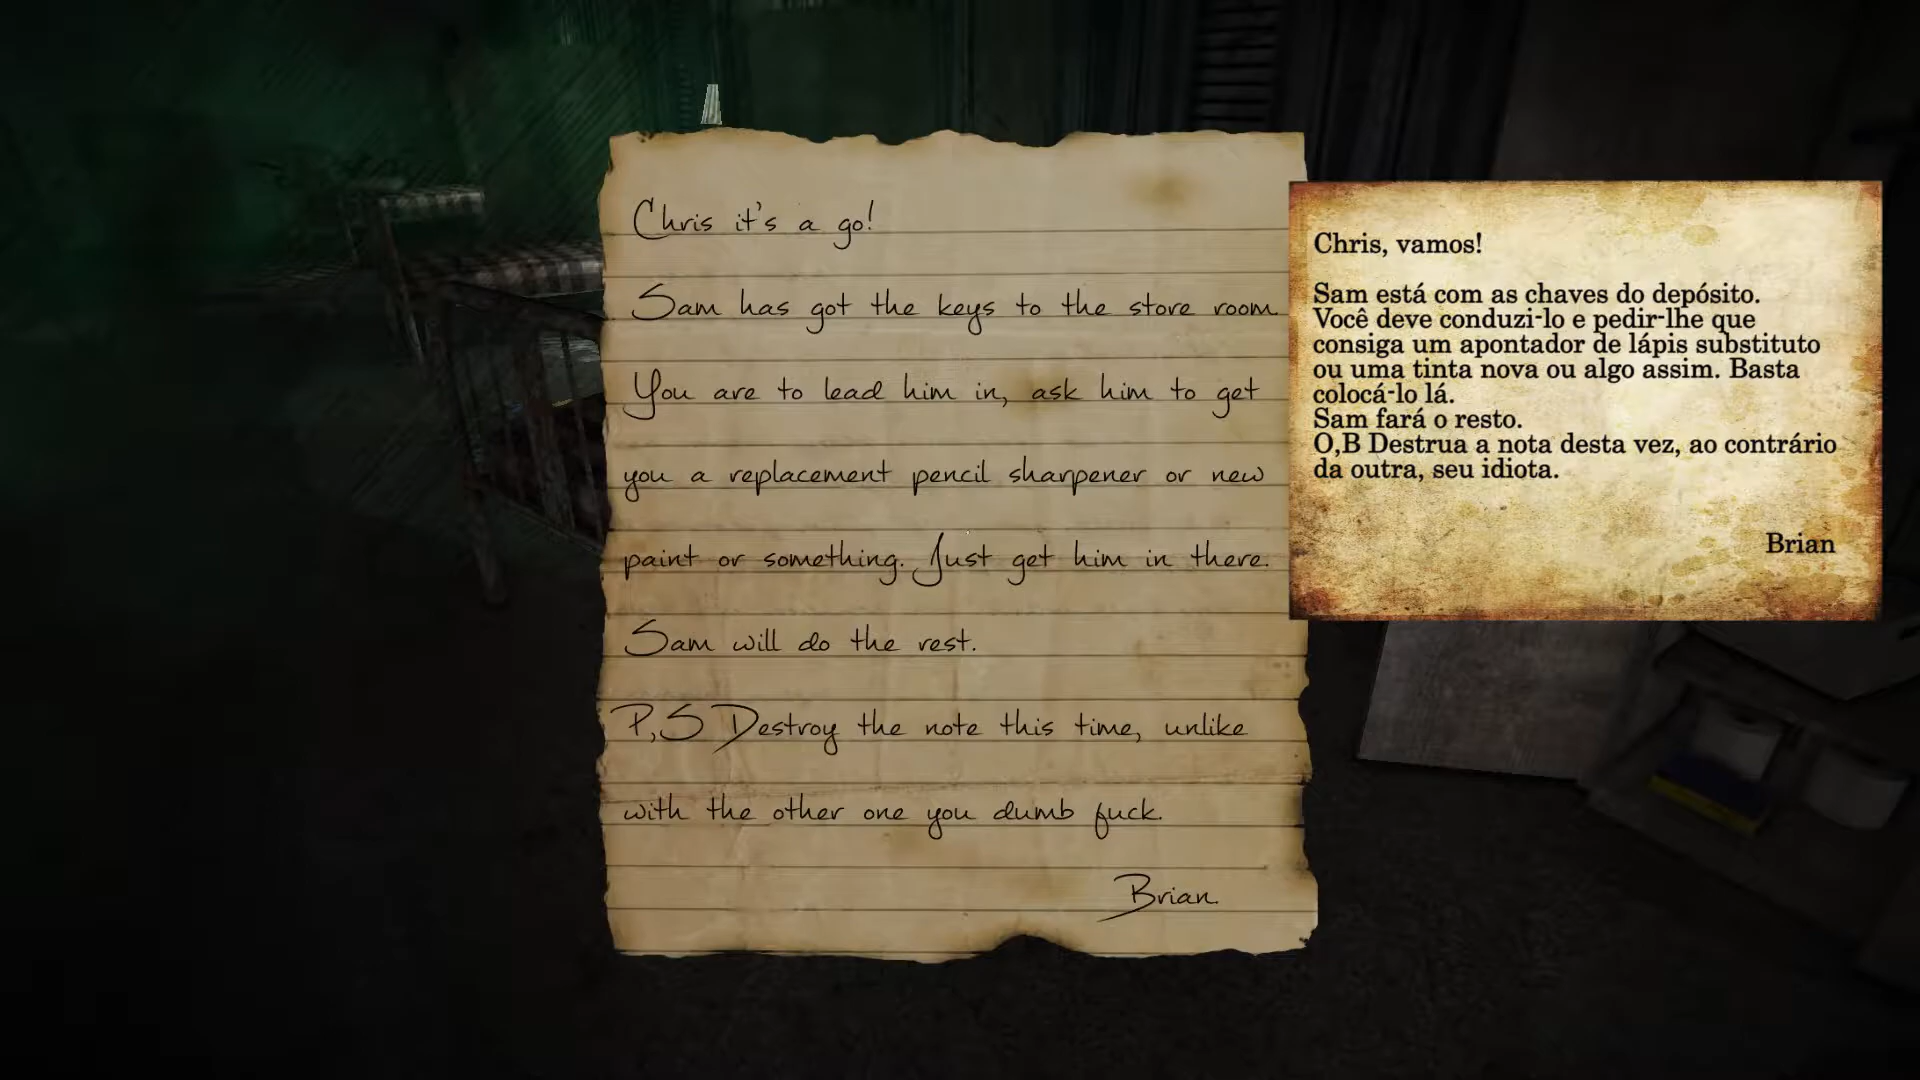 Chris it's a go!
Sam has got the keys to the store room.
You are to lead him in, ask him to get
you a replacement pencil sharpener or new
paint or something. Just get him in there.
Sam will do the rest.
P,S Destroy the note this time, unlike
with the other one you dumb fuck.
Brian.
Chris, vamos!
Sam está com as chaves do depósito.
Você deve conduzi-lo e pedir-lhe que
consiga um apontador de lápis substituto
ou uma tinta nova ou algo assim. Basta
colocá-lo lá.
Sam fará o resto.
O,B Destrua a nota desta vez, ao contrário
da outra, seu idiota.
Brian